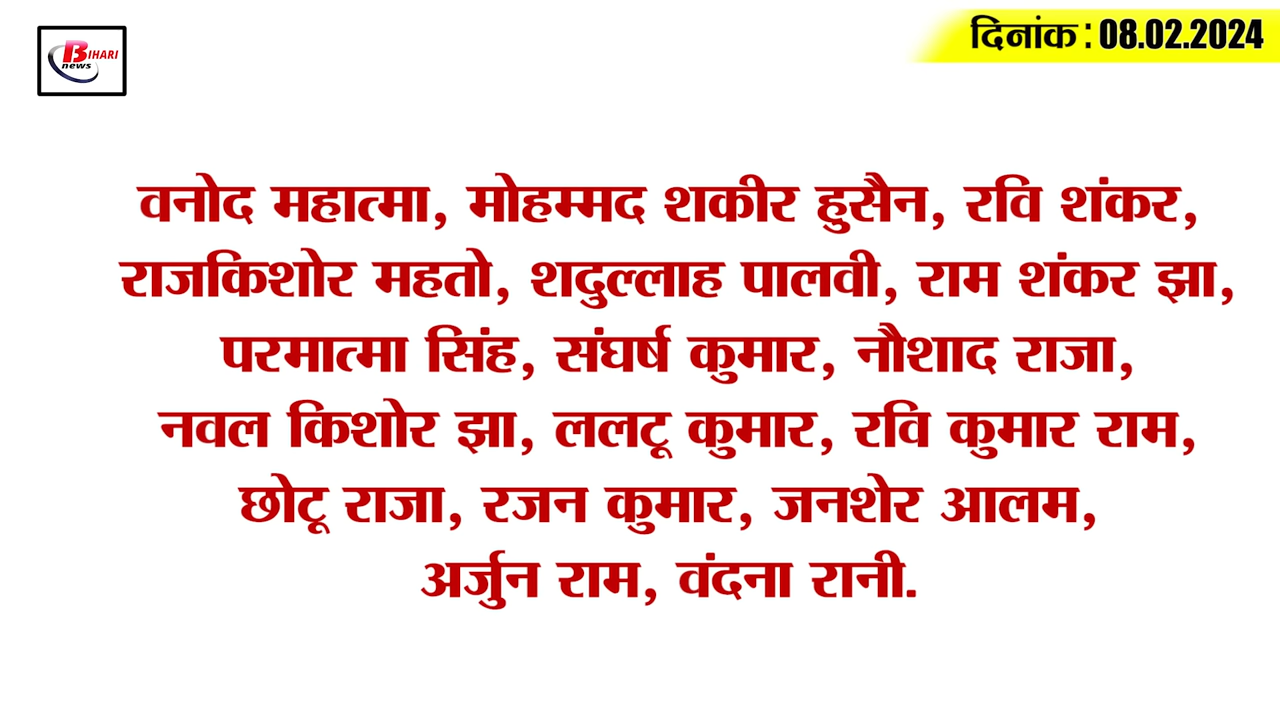 BIHARI
news
दिनांक : 08.02.2024
वनोद महात्मा, मोहम्मद शकीर हुसैन, रवि शंकर,
राजकिशोर महतो, शदुल्लाह पालवी, राम शंकर झा,
परमात्मा सिंह, संघर्ष कुमार, नौशाद राजा,
नवल किशोर झा, ललटू कुमार, रवि कुमार राम,
छोटू राजा, रजन कुमार, जनशेर आलम,
अर्जुन राम, वंदना रानी.